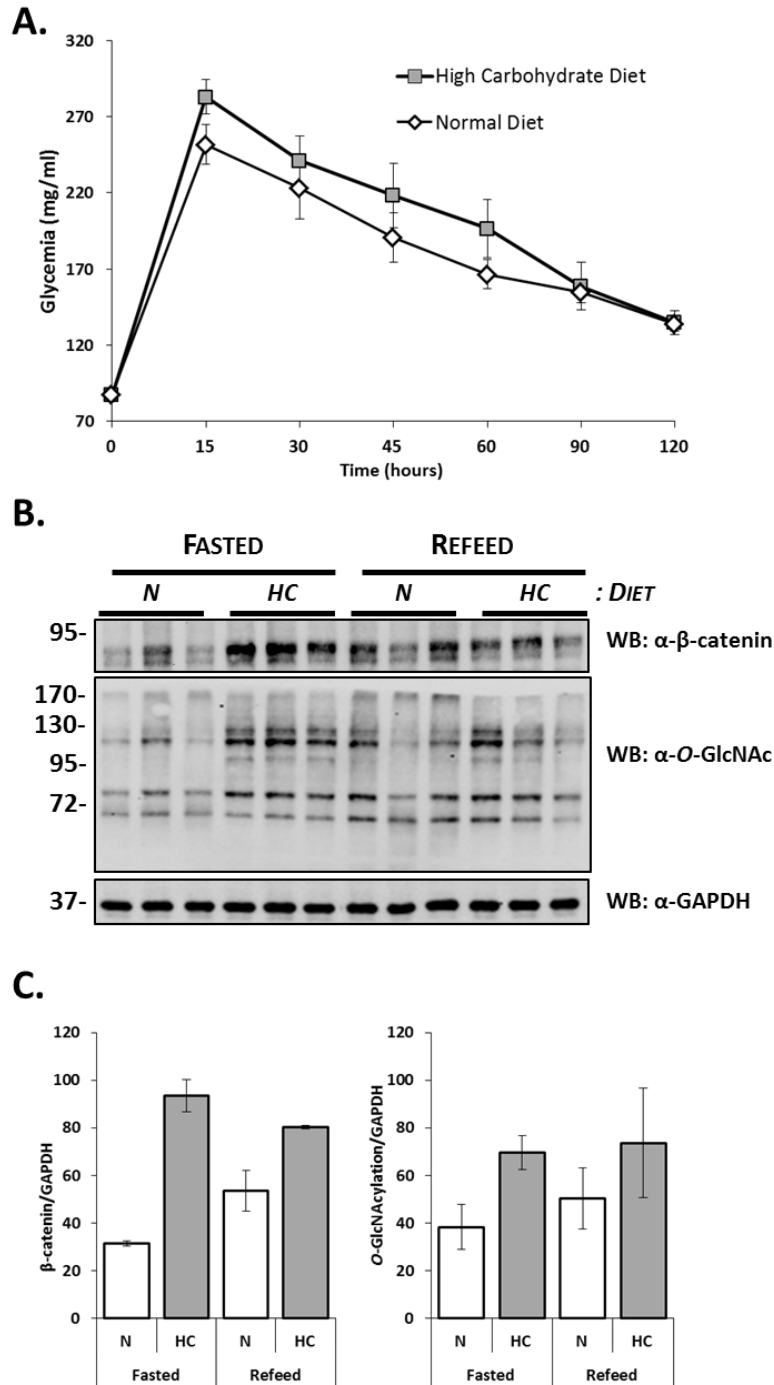 A.
320
270
220
170
120
70
Glycemia (mg/ml)
High Carbohydrate Diet
Normal Diet
0 15 30 45 60 90 120
Time (hours)
B.
FASTED REFEED
N HC N HC : DIET
95-
WB: α-β-catenin
170-
130-
95-
72-
WB: α-O-GlcNAc
37-
WB: α-GAPDH
C.
120
100
80
60
40
20
0
β-catenin/GAPDH
N HC N HC
Fasted Refeed
120
100
80
60
40
20
0
O-GlcNAcylation/GAPDH
N HC N HC
Fasted Refeed